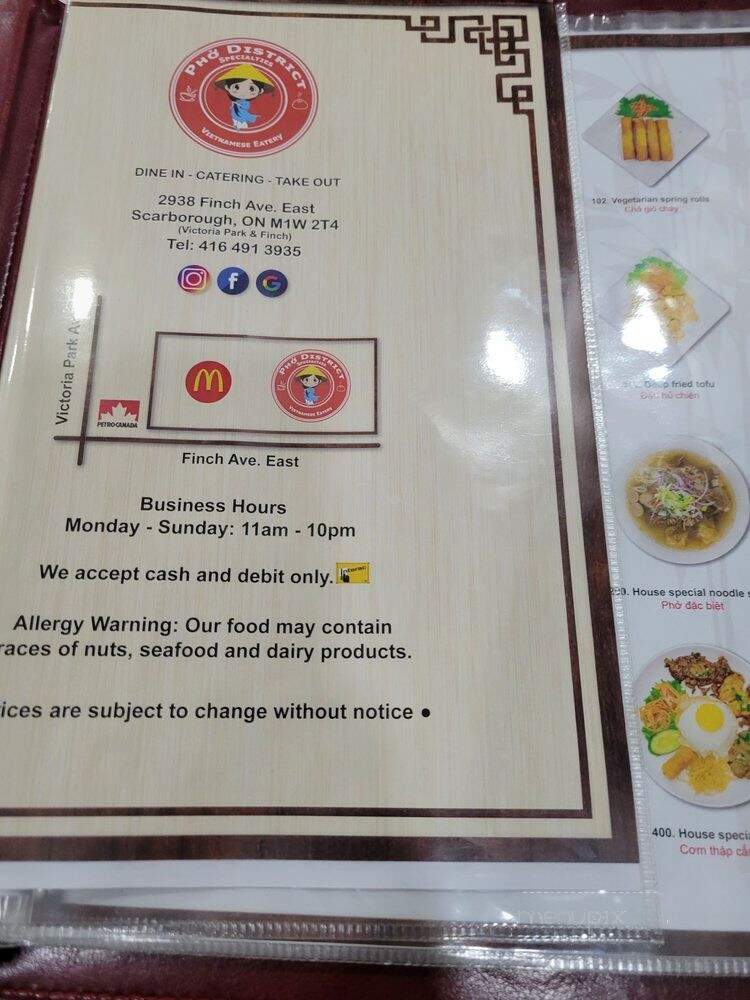 PHỞ DISTRICT
SPECIALTIES
VIETNAMESE EATERY
DINE IN - CATERING - TAKE OUT
2938 Finch Ave. East
Scarborough, ON M1W 2T4
(Victoria Park & Finch)
Tel: 416 491 3935
Victoria Park
PETRO-CANADA
PHỞ DISTRICT
SPECIALTIES
VIETNAMESE EATERY
Finch Ave. East
Business Hours
Monday - Sunday: 11am - 10pm
We accept cash and debit only.
Interac
Allergy Warning: Our food may contain
races of nuts, seafood and dairy products.
ices are subject to change without notice ●
102. Vegetarian spring rolls
Chả giò chay
Deep fried tofu
Đậu hủ chiên
House special noodle
Phở đặc biệt
400. House specia
Cơm thập cẩ
menupix